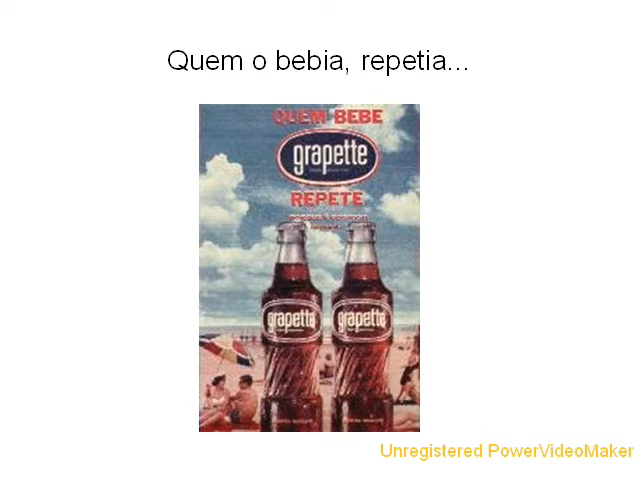 Quem o bebia, repetia...
QUEM BEBE
grapette
REPETE
grapette grapette
Unregistered PowerVideoMaker